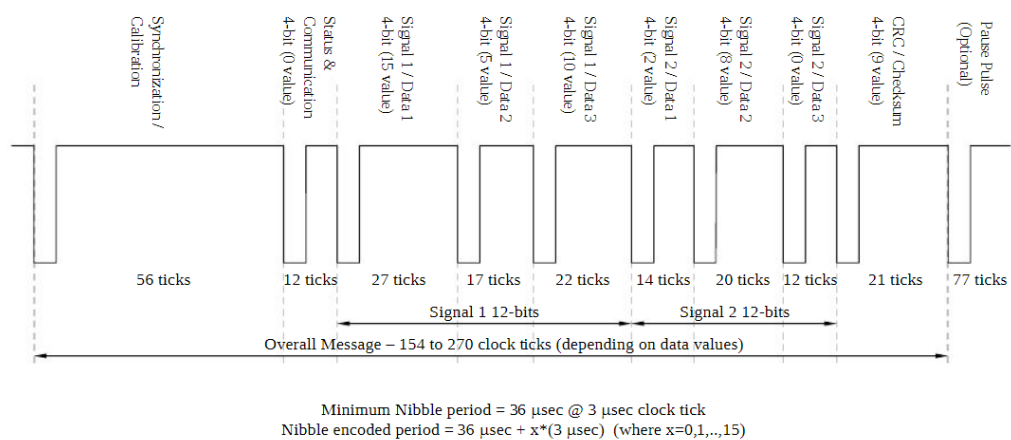 Synchronization /
Calibration
Status &
Communication
4-bit (0 value)
Signal 1 / Data 1
4-bit (15 value)
Signal 1 / Data 2
4-bit (5 value)
Signal 1 / Data 3
4-bit (10 value)
Signal 2 / Data 1
4-bit (2 value)
Signal 2 / Data 2
4-bit (8 value)
Signal 2 / Data 3
4-bit (0 value)
CRC / Checksum
4-bit (9 value)
Pause Pulse
(Optional)
56 ticks
12 ticks
27 ticks
17 ticks
22 ticks
14 ticks
20 ticks
12 ticks
21 ticks
77 ticks
Signal 1 12-bits
Signal 2 12-bits
Overall Message – 154 to 270 clock ticks (depending on data values)
Minimum Nibble period = 36 μsec @ 3 μsec clock tick
Nibble encoded period = 36 μsec + x*(3 μsec) (where x=0,1,..,15)